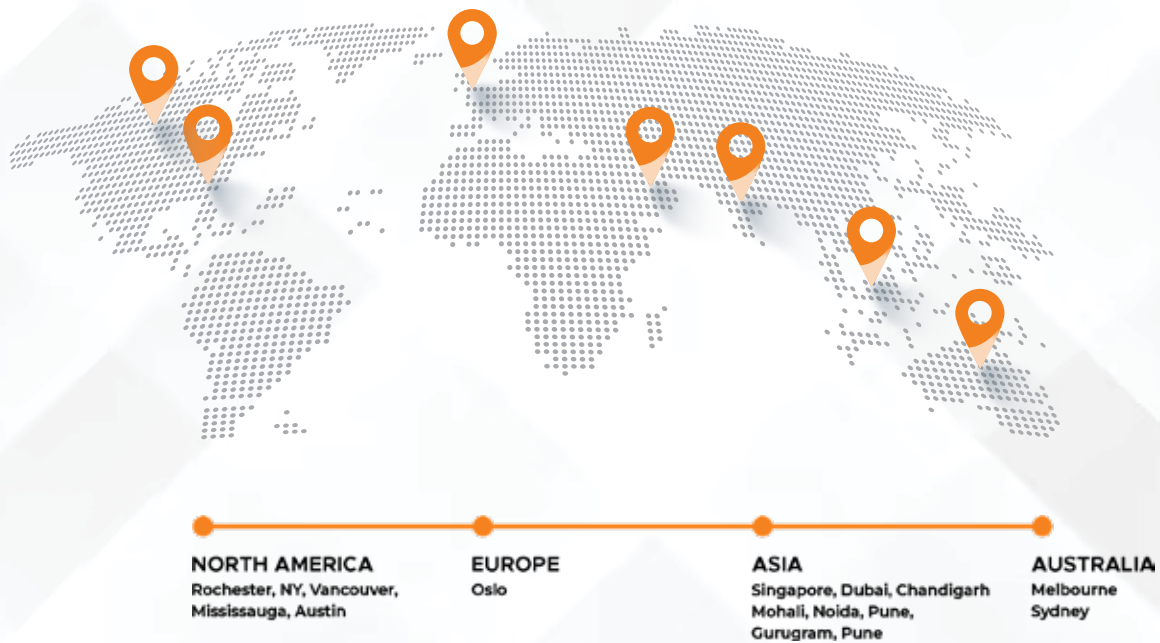 NORTH AMERICA
Rochester, NY, Vancouver,
Mississauga, Austin
EUROPE
Oslo
ASIA
Singapore, Dubai, Chandigarh
Mohali, Noida, Pune,
Gurugram, Pune
AUSTRALIA
Melbourne
Sydney